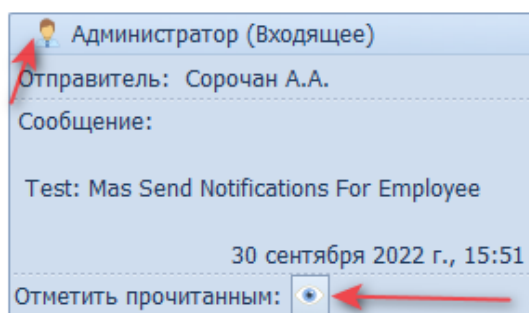 Администратор (Входящее)
Отправитель: Сорочан А.А.
Сообщение:
Test: Mas Send Notifications For Employee
30 сентября 2022 г., 15:51
Отметить прочитанным: